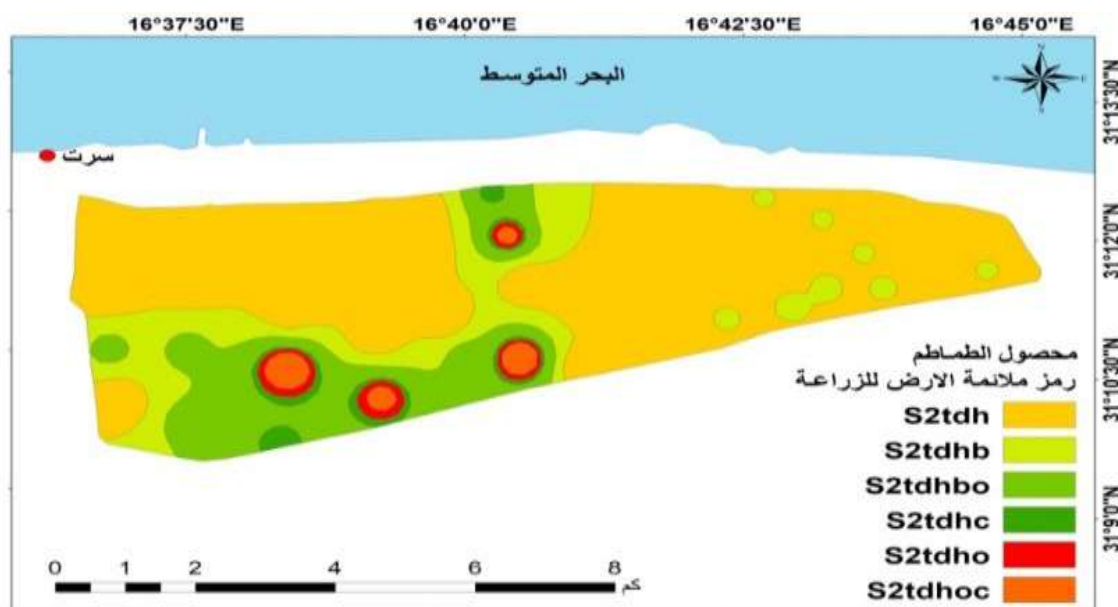 16°37'30"E 16°40'0"E 16°42'30"E 16°45'0"E
البحر المتوسط
N
سرت
31°13'30"N
31°12'0"N
31°10'30"N
31°9'0"N
محصول الطماطم
رمز ملائمة الارض للزراعة
S2tdh
S2tdhb
S2tdhbo
S2tdhc
S2tdho
S2tdhoc
0 1 2 4 6 8
كم